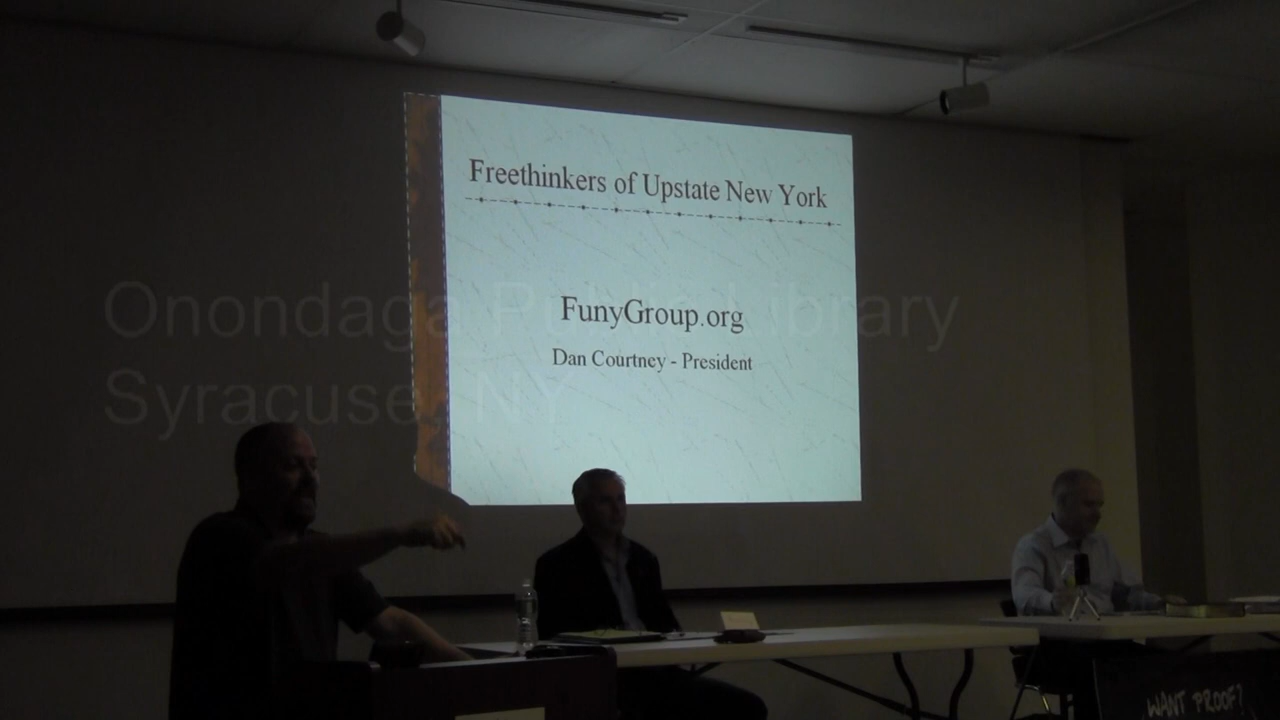 Freethinkers of Upstate New York
FunyGroup.org
Dan Courtney - President
Onondaga Public Library
Syracuse, NY
WANT PROOF?